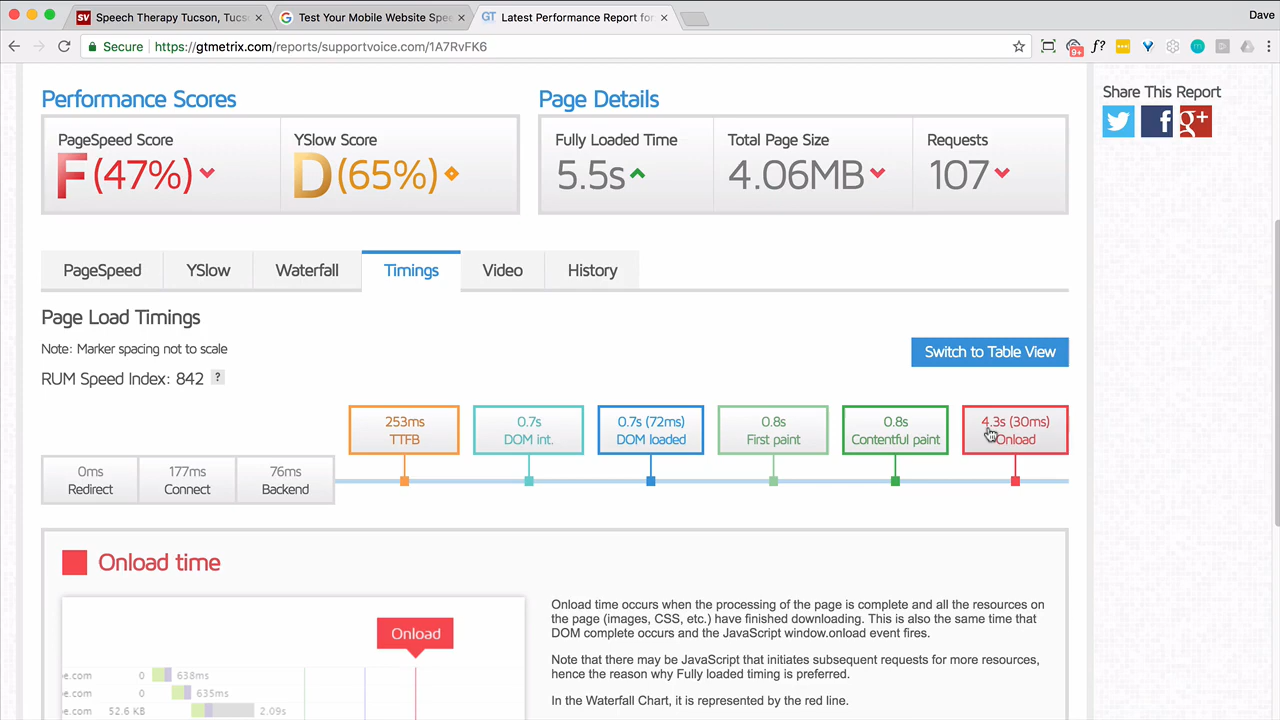 Speech Therapy Tucson, Tucs
Test Your Mobile Website Spee
GT Latest Performance Report for
Dave
Secure https://gtmetrix.com/reports/supportvoice.com/1A7RvFK6
9+
f?
Performance Scores
Page Details
Share This Report
PageSpeed Score
YSlow Score
Fully Loaded Time
Total Page Size
Requests
F(47%)
D(65%)
5.5s
4.06MB
107
PageSpeed
YSlow
Waterfall
Timings
Video
History
Page Load Timings
Note: Marker spacing not to scale
Switch to Table View
RUM Speed Index: 842 ?
253ms
TTFB
0.7s
DOM int.
0.7s (72ms)
DOM loaded
0.8s
First paint
0.8s
Contentful paint
4.3s (30ms)
Onload
0ms
Redirect
177ms
Connect
76ms
Backend
Onload time
Onload time occurs when the processing of the page is complete and all the resources on
the page (images, CSS, etc.) have finished downloading. This is also the same time that
DOM complete occurs and the JavaScript window.onload event fires.
Note that there may be JavaScript that initiates subsequent requests for more resources,
hence the reason why Fully loaded timing is preferred.
In the Waterfall Chart, it is represented by the red line.
Onload
e.com 0 638ms
e.com 0 635ms
e.com 52.6 KB 2.09s